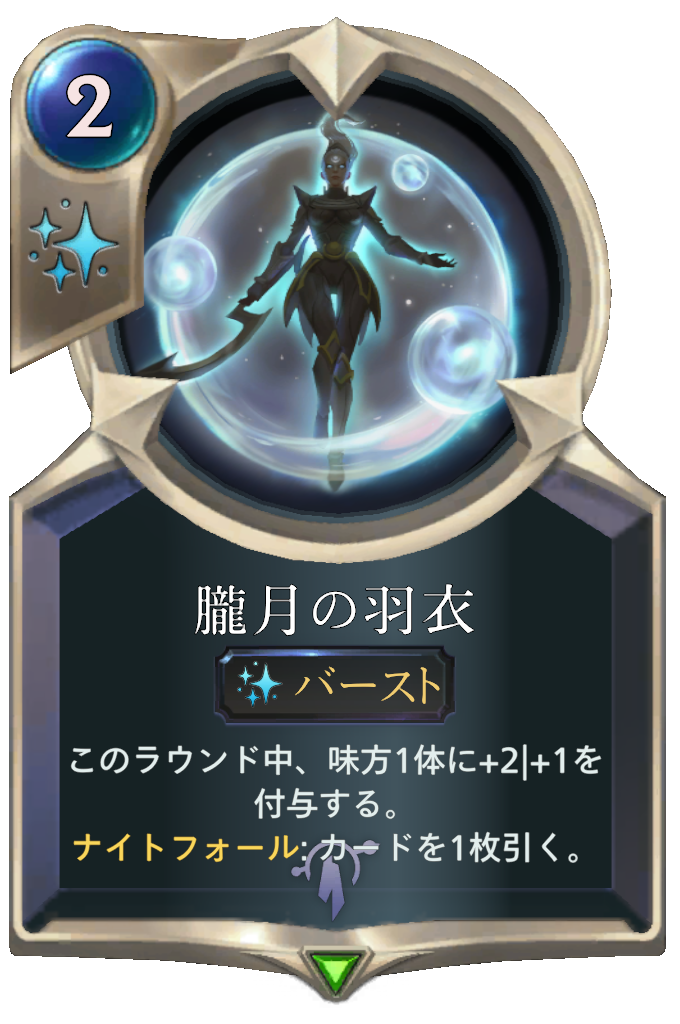 2
朧月の羽衣
バースト
このラウンド中、味方1体に+2|+1を
付与する。
ナイトフォール: カードを1枚引く。